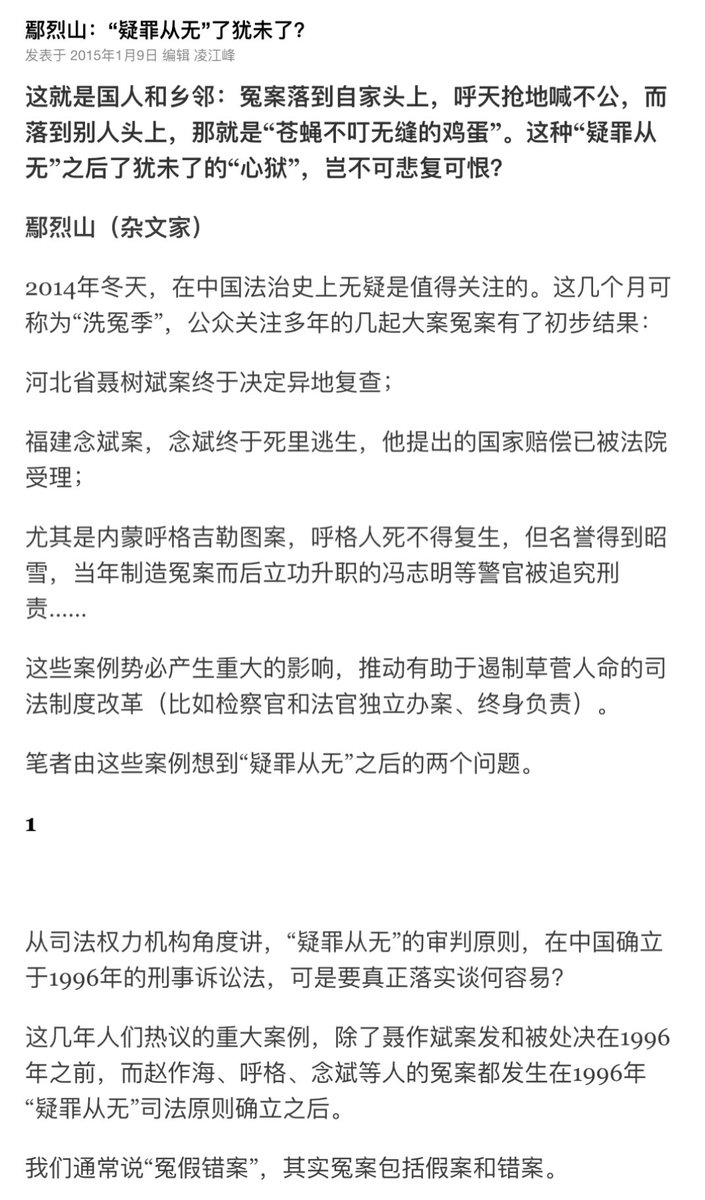 鄢烈山：“疑罪从无”了犹未了？
发表于 2015年1月9日 编辑 凌江峰
这就是国人和乡邻：冤案落到自家头上，呼天抢地喊不公，而
落到别人头上，那就是“苍蝇不叮无缝的鸡蛋”。这种“疑罪从
无”之后了犹未了的“心狱”，岂不可悲复可恨？
鄢烈山（杂文家）
2014年冬天，在中国法治史上无疑是值得关注的。这几个月可
称为“洗冤季”，公众关注多年的几起大案冤案有了初步结果：
河北省聂树斌案终于决定异地复查；
福建念斌案，念斌终于死里逃生，他提出的国家赔偿已被法院
受理；
尤其是内蒙呼格吉勒图案，呼格人死不得复生，但名誉得到昭
雪，当年制造冤案而后立功升职的冯志明等警官被追究刑
责……
这些案例势必产生重大的影响，推动有助于遏制草菅人命的司
法制度改革（比如检察官和法官独立办案、终身负责）。
笔者由这些案例想到“疑罪从无”之后的两个问题。
1
从司法权力机构角度讲，“疑罪从无”的审判原则，在中国确立
于1996年的刑事诉讼法，可是要真正落实谈何容易？
这几年人们热议的重大案例，除了聂作斌案发和被处决在1996
年之前，而赵作海、呼格、念斌等人的冤案都发生在1996年
“疑罪从无”司法原则确立之后。
我们通常说“冤假错案”，其实冤案包括假案和错案。